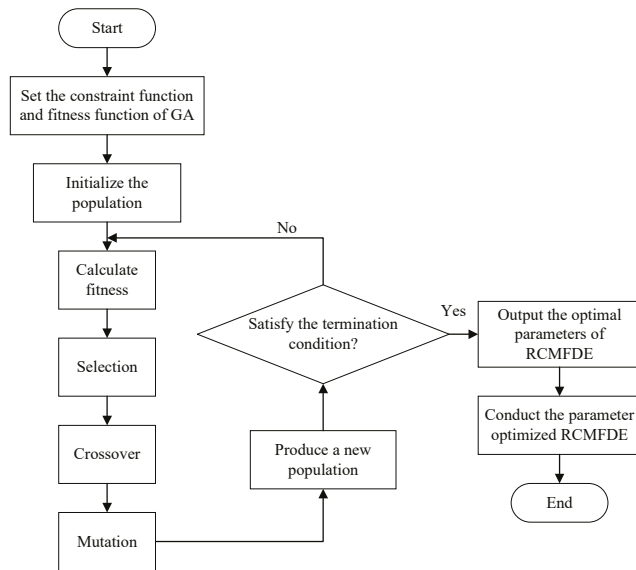 Start
Set the constraint function
and fitness function of GA
Initialize the
population
No
Calculate
fitness
Satisfy the termination
condition?
Yes
Output the optimal
parameters of
RCMFDE
Selection
Conduct the parameter
optimized RCMFDE
Crossover
Produce a new
population
End
Mutation